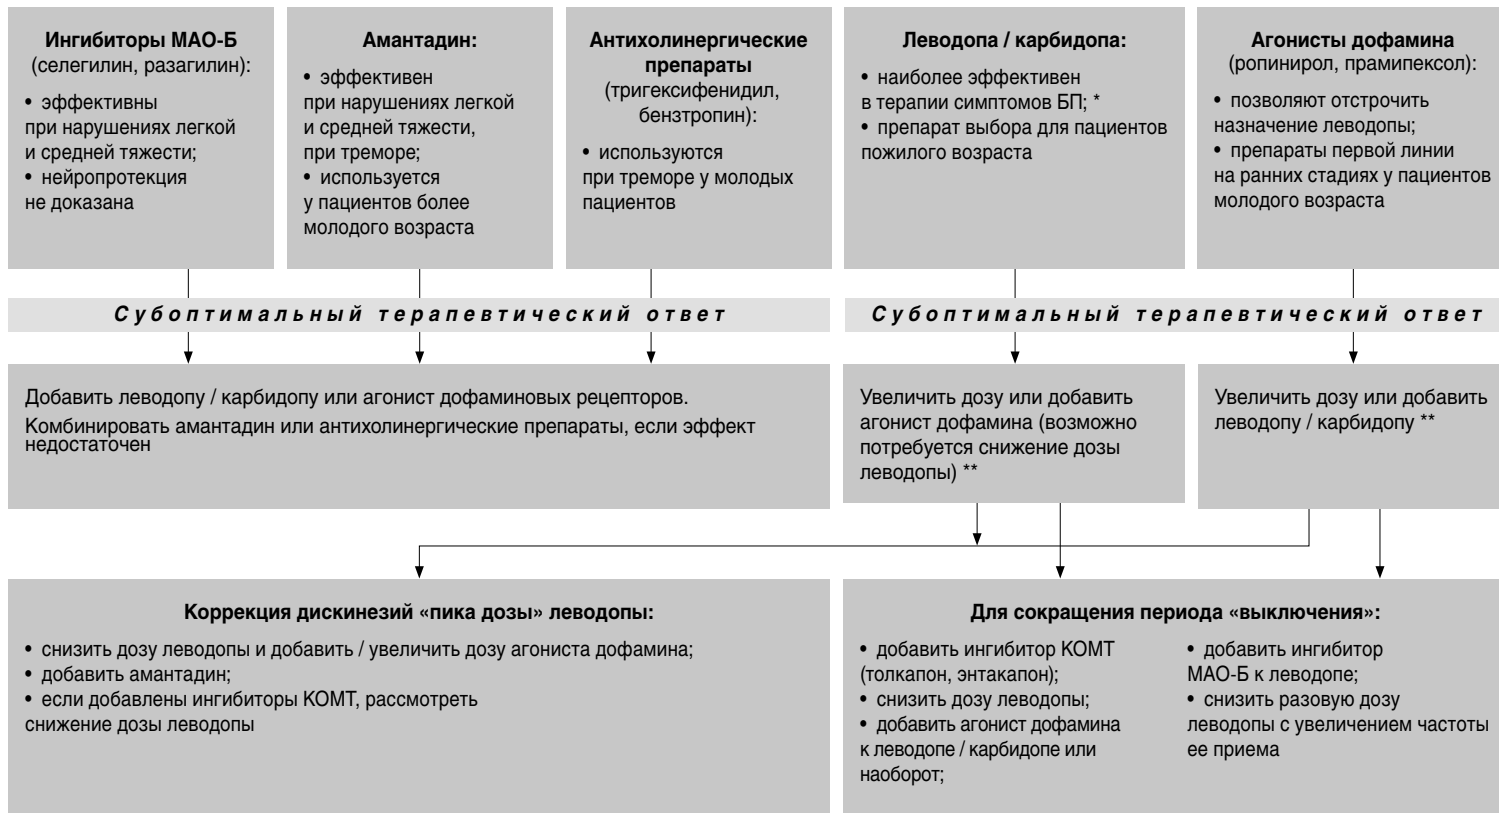 Ингибиторы МАО-Б
(селегилин, разагилин):
• эффективны
при нарушениях легкой
и средней тяжести;
• нейропротекция
не доказана
Амантадин:
• эффективен
при нарушениях легкой
и средней тяжести,
при треморе;
• используется
у пациентов более
молодого возраста
Антихолинергические
препараты
(тригексифенидил,
бензтропин):
• используются
при треморе у молодых
пациентов
Леводопа / карбидопа:
• наиболее эффективен
в терапии симптомов БП; *
• препарат выбора для пациентов
пожилого возраста
Агонисты дофамина
(ропинирол, прамипексол):
• позволяют отстрочить
назначение леводопы;
• препараты первой линии
на ранних стадиях у пациентов
молодого возраста
Субоптимальный терапевтический ответ
Субоптимальный терапевтический ответ
Добавить леводопу / карбидопу или агонист дофаминовых рецепторов.
Комбинировать амантадин или антихолинергические препараты, если эффект
недостаточен
Увеличить дозу или добавить
агонист дофамина (возможно
потребуется снижение дозы
леводопы) **
Увеличить дозу или добавить
леводопу / карбидопу **
Коррекция дискинезий «пика дозы» леводопы:
• снизить дозу леводопы и добавить / увеличить дозу агониста дофамина;
• добавить амантадин;
• если добавлены ингибиторы КОМТ, рассмотреть
снижение дозы леводопы
Для сокращения периода «выключения»:
• добавить ингибитор КОМТ
(толкапон, энтакапон);
• снизить дозу леводопы;
• добавить агонист дофамина
к леводопе / карбидопе или
наоборот;
• добавить ингибитор
МАО-Б к леводопе;
• снизить разовую дозу
леводопы с увеличением частоты
ее приема